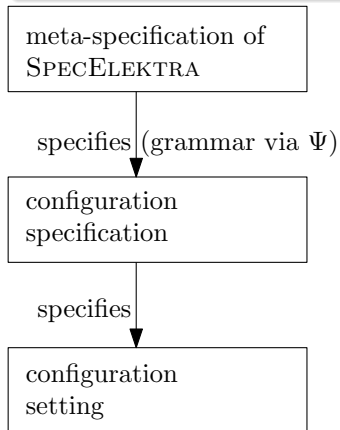 meta-specification of
SPECELEKTRA
specifies (grammar via Ψ)
configuration
specification
specifies
configuration
setting